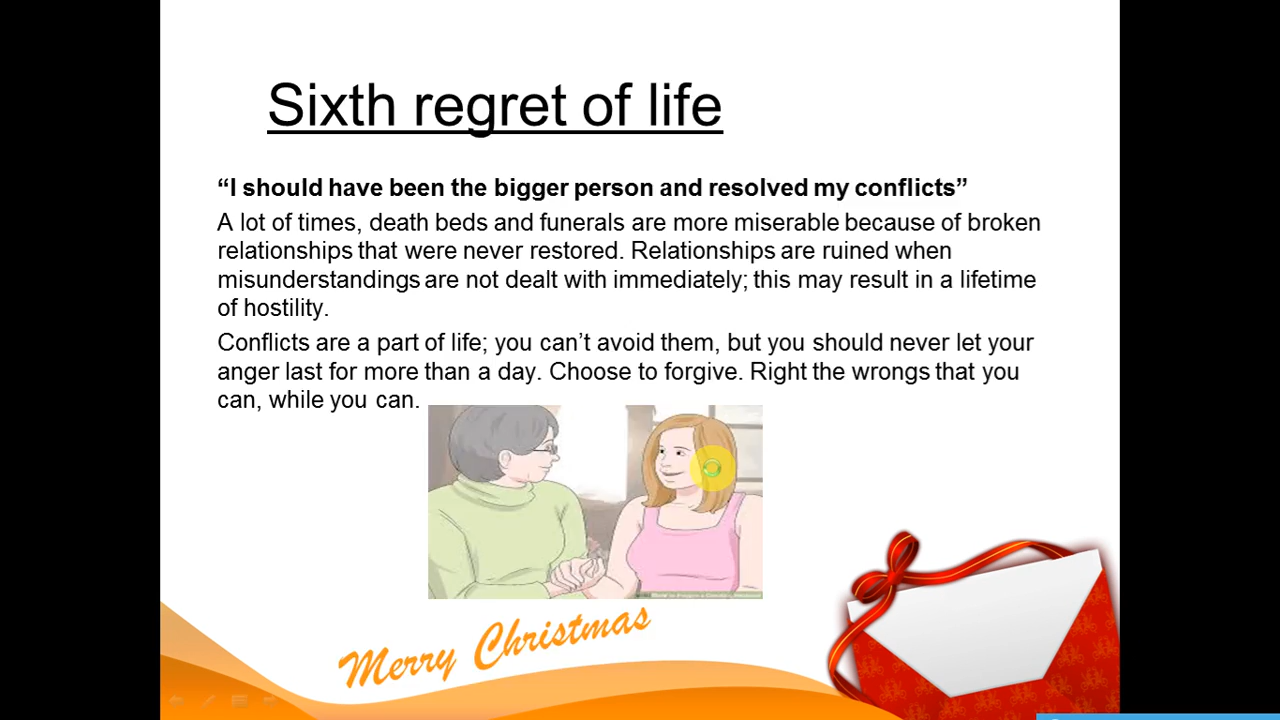 Sixth regret of life
“I should have been the bigger person and resolved my conflicts”
A lot of times, death beds and funerals are more miserable because of broken
relationships that were never restored. Relationships are ruined when
misunderstandings are not dealt with immediately; this may result in a lifetime
of hostility.
Conflicts are a part of life; you can’t avoid them, but you should never let your
anger last for more than a day. Choose to forgive. Right the wrongs that you
can, while you can.
Merry Christmas